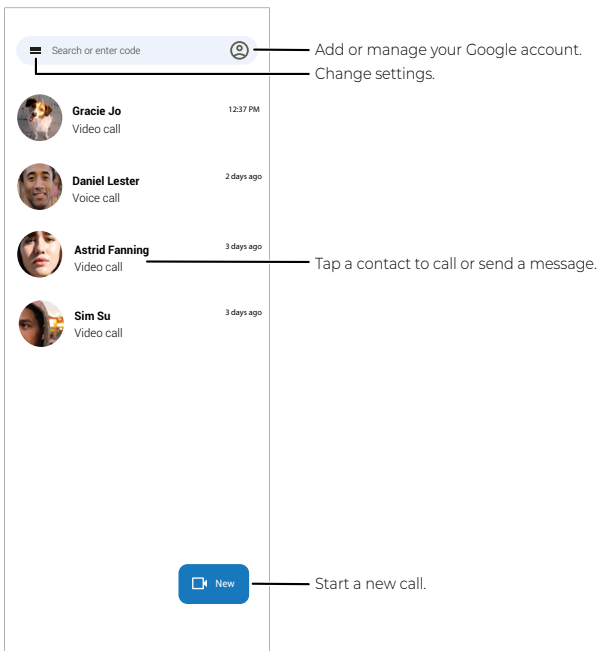 Search or enter code
Add or manage your Google account.
Change settings.
Gracie Jo
12:37 PM
Video call
Daniel Lester
2 days ago
Voice call
Astrid Fanning
3 days ago
Video call
Tap a contact to call or send a message.
Sim Su
3 days ago
Video call
New
Start a new call.